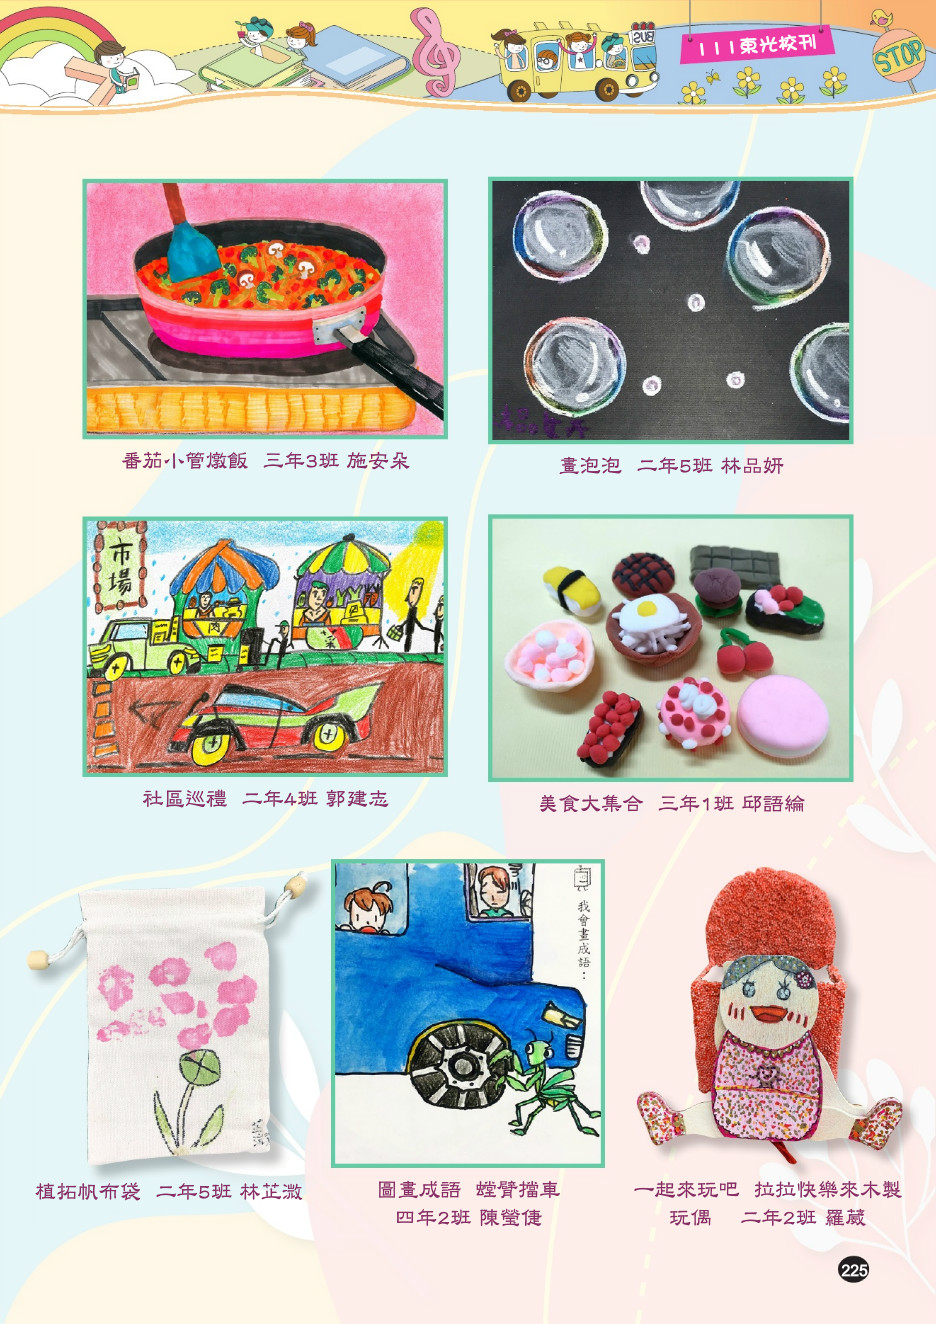 BUS
111東光校刊
STOP
番茄小管燉飯 三年3班 施安朵
畫泡泡 二年5班 林品妍
市場
肉
菜
社區巡禮 二年4班 郭建志
美食大集合 三年1班 邱語綸
我會畫成語：
植拓帆布袋 二年5班 林芷溦
圖畫成語 螳臂擋車
四年2班 陳瑩倢
一起來玩吧 拉拉快樂來木製
玩偶 二年2班 羅葳
225